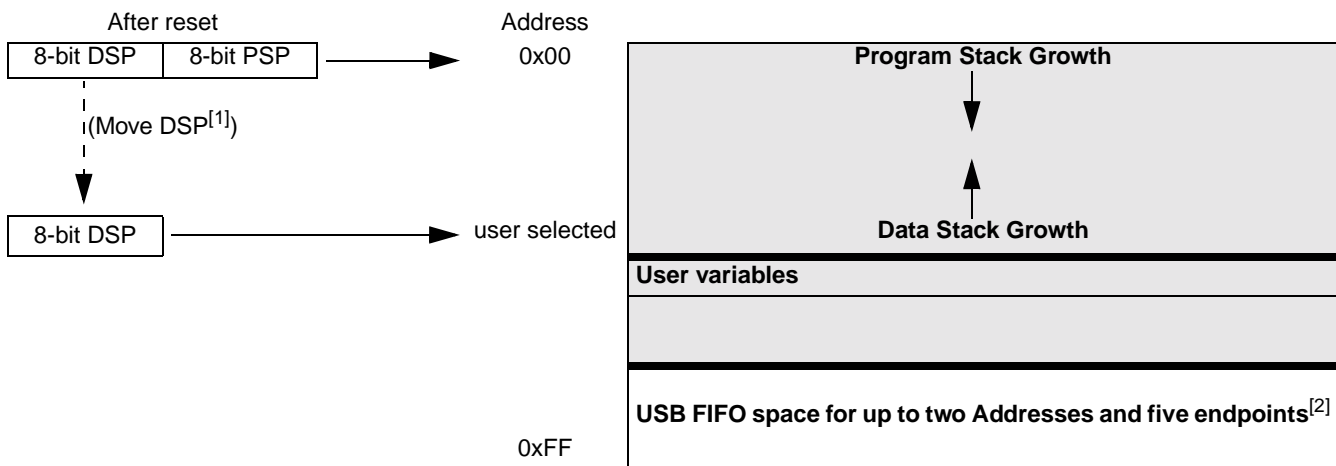 After reset
Address
8-bit DSP 8-bit PSP
0x00
Program Stack Growth
(Move DSP[1])
8-bit DSP
user selected
Data Stack Growth
User variables
USB FIFO space for up to two Addresses and five endpoints[2]
0xFF